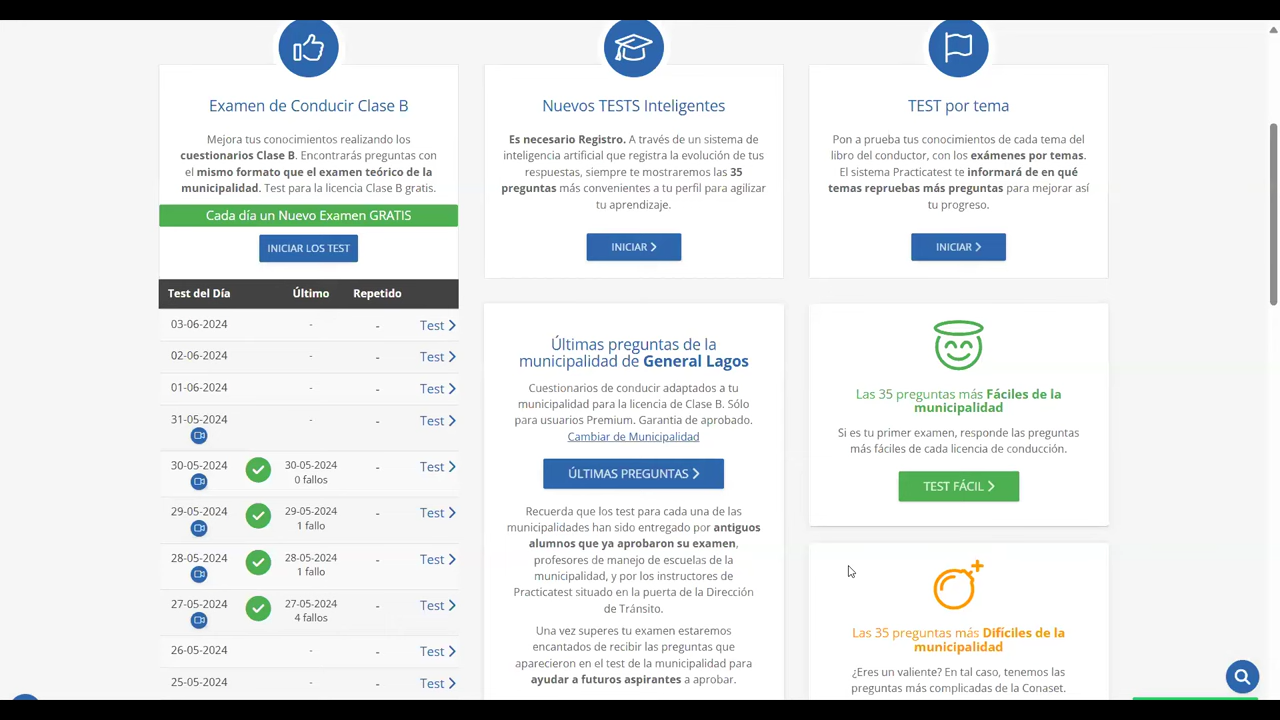 Examen de Conducir Clase B
Mejora tus conocimientos realizando los
cuestionarios Clase B. Encontrarás preguntas con
el mismo formato que el examen teórico de la
municipalidad. Test para la licencia Clase B gratis.
Cada día un Nuevo Examen GRATIS
INICIAR LOS TEST
Test del Día Último Repetido
03-06-2024 - - Test
02-06-2024 - - Test
01-06-2024 - - Test
31-05-2024 - - Test
30-05-2024 30-05-2024 - Test
0 fallos
29-05-2024 29-05-2024 - Test
1 fallo
28-05-2024 28-05-2024 - Test
1 fallo
27-05-2024 27-05-2024 - Test
4 fallos
26-05-2024 - - Test
25-05-2024 - - Test
Nuevos TESTS Inteligentes
Es necesario Registro. A través de un sistema de
inteligencia artificial que registra la evolución de tus
respuestas, siempre te mostraremos las 35
preguntas más convenientes a tu perfil para agilizar
tu aprendizaje.
INICIAR
Últimas preguntas de la
municipalidad de General Lagos
Cuestionarios de conducir adaptados a tu
municipalidad para la licencia de Clase B. Sólo
para usuarios Premium. Garantia de aprobado.
Cambiar de Municipalidad
ÚLTIMAS PREGUNTAS
Recuerda que los test para cada una de las
municipalidades han sido entregado por antiguos
alumnos que ya aprobaron su examen,
profesores de manejo de escuelas de la
municipalidad, y por los instructores de
Practicatest situado en la puerta de la Dirección
de Tránsito.
Una vez superes tu examen estaremos
encantados de recibir las preguntas que
aparecieron en el test de la municipalidad para
ayudar a futuros aspirantes a aprobar.
TEST por tema
Pon a prueba tus conocimientos de cada tema del
libro del conductor, con los exámenes por temas.
El sistema Practicatest te informará de en qué
temas repruebas más preguntas para mejorar así
tu progreso.
INICIAR
Las 35 preguntas más Fáciles de la
municipalidad
Si es tu primer examen, responde las preguntas
más fáciles de cada licencia de conducción.
TEST FÁCIL
Las 35 preguntas más Difíciles de la
municipalidad
¿Eres un valiente? En tal caso, tenemos las
preguntas más complicadas de la Conaset.